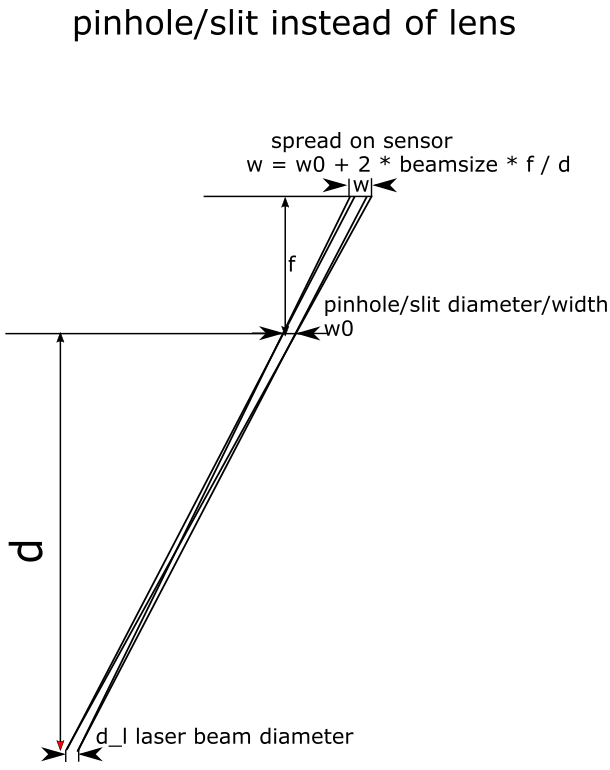 pinhole/slit instead of lens
spread on sensor
w = w0 + 2 * beamsize * f / d
w
f
pinhole/slit diameter/width
w0
d
d_l laser beam diameter